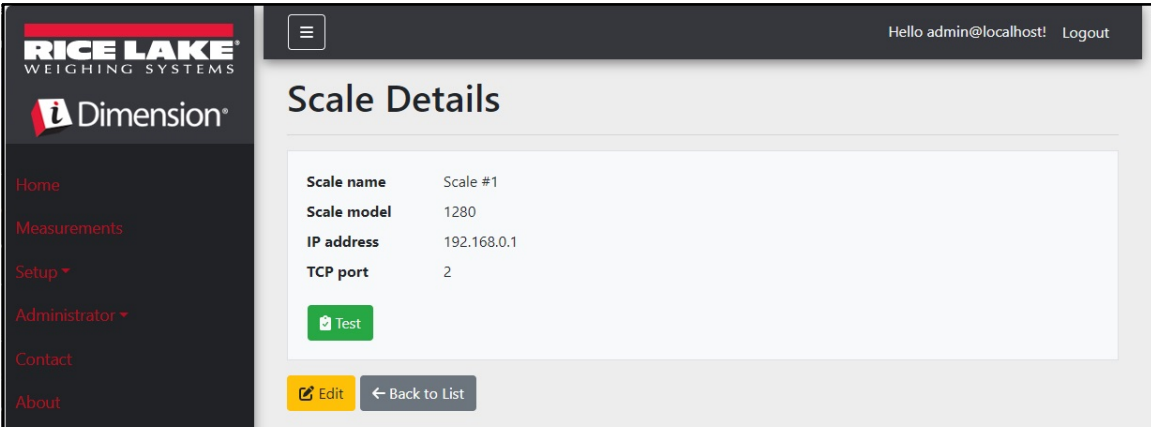 RICE LAKE®
WEIGHING SYSTEMS
i Dimension®
Home
Measurements
Setup
Administrator
Contact
About
Hello admin@localhost! Logout
Scale Details
Scale name Scale #1
Scale model 1280
IP address 192.168.0.1
TCP port 2
Test
Edit
Back to List